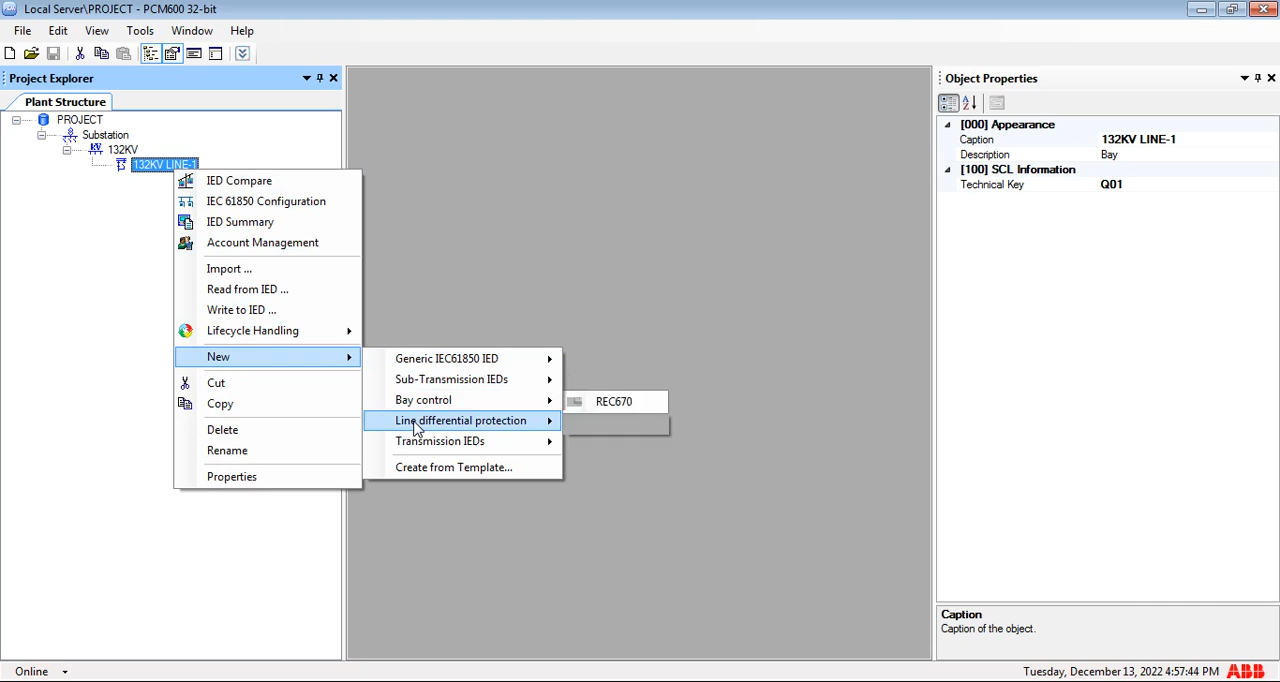 Local Server\PROJECT - PCM600 32-bit
File Edit View Tools Window Help
Project Explorer
Plant Structure
PROJECT
Substation
132KV
132KV LINE-1
IED Compare
IEC 61850 Configuration
IED Summary
Account Management
Import ...
Read from IED ...
Write to IED ...
Lifecycle Handling
New
Cut
Copy
Delete
Rename
Properties
Generic IEC61850 IED
Sub-Transmission IEDs
Bay control
Line differential protection
Transmission IEDs
Create from Template...
REC670
Object Properties
[000] Appearance
Caption 132KV LINE-1
Description Bay
[100] SCL Information
Technical Key Q01
Caption
Caption of the object.
Online
Tuesday, December 13, 2022 4:57:44 PM ABB